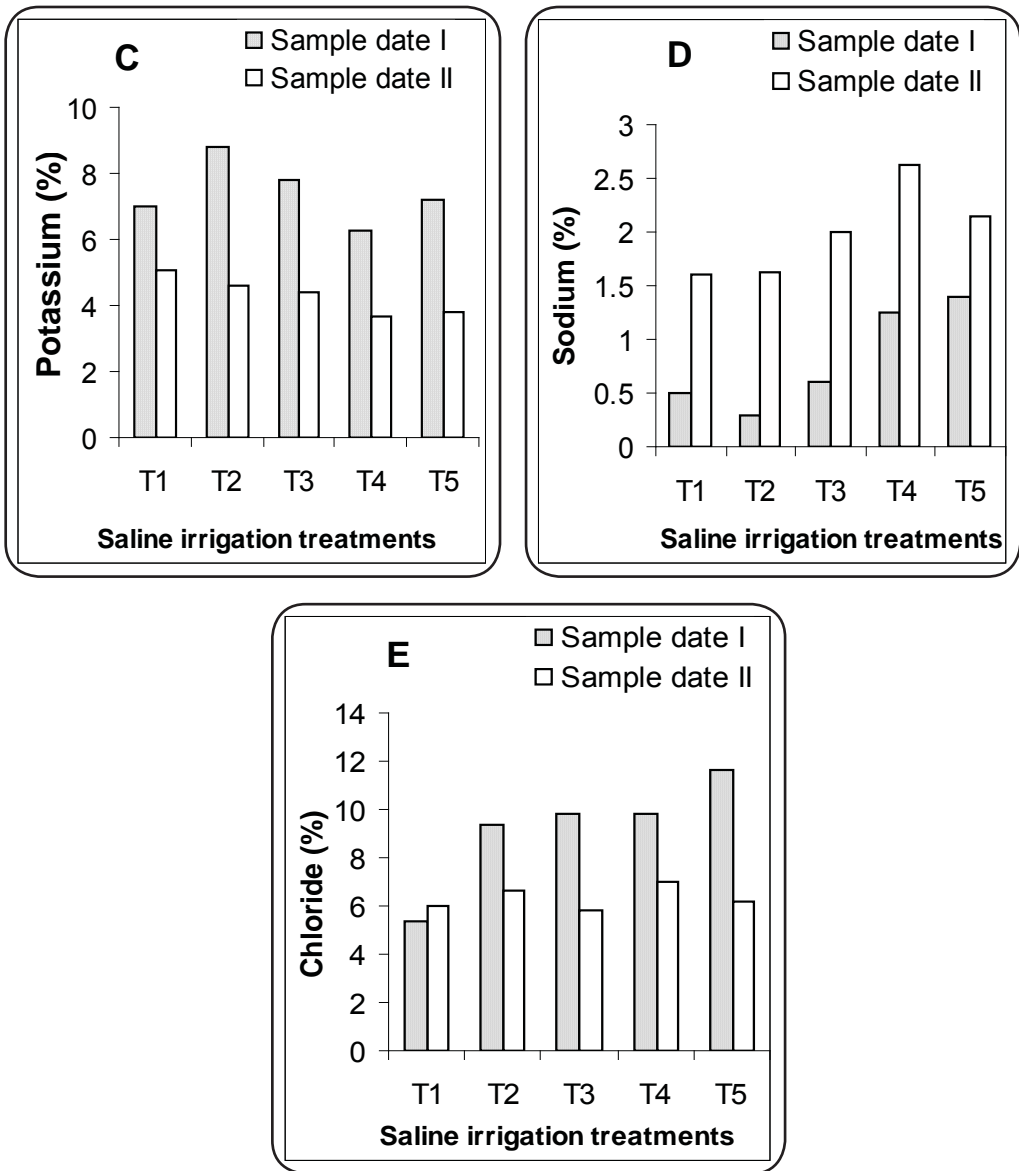 C
Sample date I
Sample date II
Potassium (%)
10
8
6
4
2
0
T1 T2 T3 T4 T5
Saline irrigation treatments
D
Sample date I
Sample date II
Sodium (%)
3
2.5
2
1.5
1
0.5
0
T1 T2 T3 T4 T5
Saline irrigation treatments
E
Sample date I
Sample date II
Chloride (%)
14
12
10
8
6
4
2
0
T1 T2 T3 T4 T5
Saline irrigation treatments